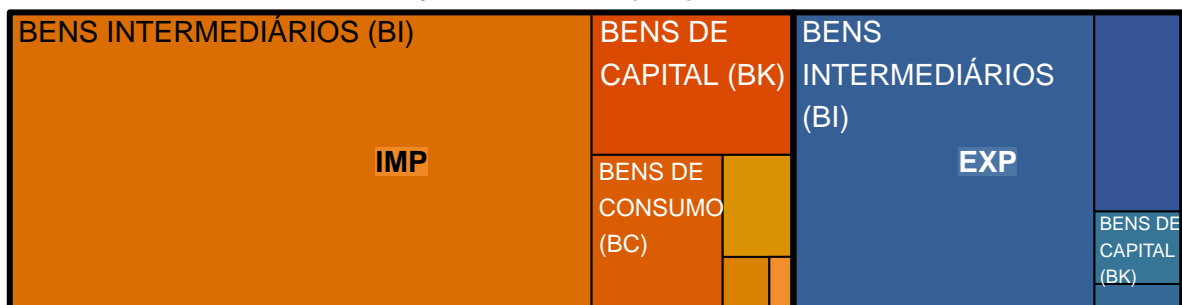 BENS INTERMEDIÁRIOS (BI)
IMP
BENS DE
CAPITAL (BK)
BENS DE
CONSUMO
(BC)
BENS
INTERMEDIÁRIOS
(BI)
EXP
BENS DE
CAPITAL
(BK)